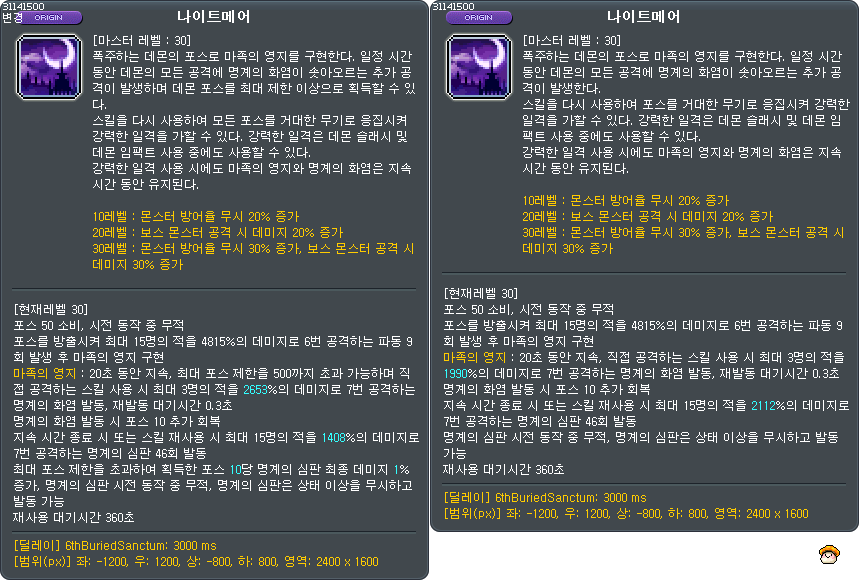 31141500
변경
ORIGIN
나이트메어
[마스터 레벨 : 30]
폭주하는 데몬의 포스로 마족의 영지를 구현한다. 일정 시간
동안 데몬의 모든 공격에 명계의 화염이 솟아오르는 추가 공
격이 발생하며 데몬 포스를 최대 제한 이상으로 획득할 수 있
다.
스킬을 다시 사용하여 모든 포스를 거대한 무기로 응집시켜
강력한 일격을 가할 수 있다. 강력한 일격은 데몬 슬래시 및
데몬 임팩트 사용 중에도 사용할 수 있다.
강력한 일격 사용 시에도 마족의 영지와 명계의 화염은 지속
시간 동안 유지된다.
10레벨 : 몬스터 방어율 무시 20% 증가
20레벨 : 보스 몬스터 공격 시 데미지 20% 증가
30레벨 : 몬스터 방어율 무시 30% 증가, 보스 몬스터 공격 시
데미지 30% 증가
[현재레벨 30]
포스 50 소비, 시전 동작 중 무적
포스를 방출시켜 최대 15명의 적을 4815%의 데미지로 6번 공격하는 파동 9
회 발생 후 마족의 영지 구현
마족의 영지 : 20초 동안 지속, 최대 포스 제한을 500까지 초과 가능하며 직
접 공격하는 스킬 사용 시 최대 3명의 적을 2653%의 데미지로 7번 공격하는
명계의 화염 발동, 재발동 대기시간 0.3초
명계의 화염 발동 시 포스 10 추가 회복
지속 시간 종료 시 또는 스킬 재사용 시 최대 15명의 적을 1408%의 데미지로
7번 공격하는 명계의 심판 46회 발동
최대 포스 제한을 초과하여 획득한 포스 10당 명계의 심판 최종 데미지 1%
증가, 명계의 심판 시전 동작 중 무적, 명계의 심판은 상태 이상을 무시하고
발동 가능
재사용 대기시간 360초
[딜레이] 6thBuriedSanctum: 3000 ms
[범위(px)] 좌: -1200, 우: 1200, 상: -800, 하: 800, 영역: 2400 x 1600
31141500
ORIGIN
나이트메어
[마스터 레벨 : 30]
폭주하는 데몬의 포스로 마족의 영지를 구현한다. 일정 시간
동안 데몬의 모든 공격에 명계의 화염이 솟아오르는 추가 공
격이 발생한다.
스킬을 다시 사용하여 포스를 거대한 무기로 응집시켜 강력한
일격을 가할 수 있다. 강력한 일격은 데몬 슬래시 및 데몬 임
팩트 사용 중에도 사용할 수 있다.
강력한 일격 사용 시에도 마족의 영지와 명계의 화염은 지속
시간 동안 유지된다.
10레벨 : 몬스터 방어율 무시 20% 증가
20레벨 : 보스 몬스터 공격 시 데미지 20% 증가
30레벨 : 몬스터 방어율 무시 30% 증가, 보스 몬스터 공격 시
데미지 30% 증가
[현재레벨 30]
포스 50 소비, 시전 동작 중 무적
포스를 방출시켜 최대 15명의 적을 4815%의 데미지로 6번 공격하는 파동 9
회 발생 후 마족의 영지 구현
마족의 영지 : 20초 동안 지속, 직접 공격하는 스킬 사용 시 최대 3명의 적을
1990%의 데미지로 7번 공격하는 명계의 화염 발동, 재발동 대기시간 0.3초
명계의 화염 발동 시 포스 10 추가 회복
지속 시간 종료 시 또는 스킬 재사용 시 최대 15명의 적을 2112%의 데미지로
7번 공격하는 명계의 심판 46회 발동
명계의 심판 시전 동작 중 무적, 명계의 심판은 상태 이상을 무시하고 발동
가능
재사용 대기시간 360초
[딜레이] 6thBuriedSanctum: 3000 ms
[범위(px)] 좌: -1200, 우: 1200, 상: -800, 하: 800, 영역: 2400 x 1600